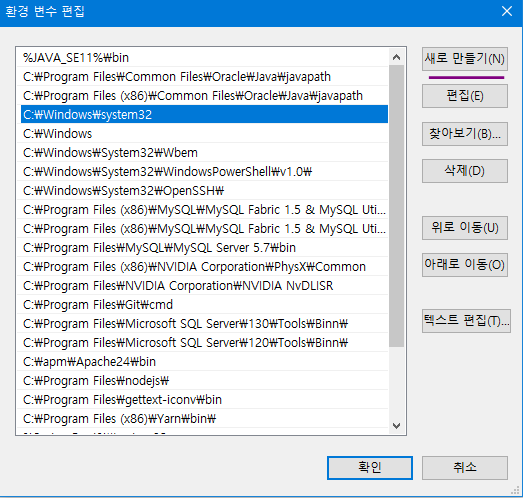 환경 변수 편집
%JAVA_SE11%₩bin
C:₩Program Files₩Common Files₩Oracle₩Java₩javapath
C:₩Program Files (x86)₩Common Files₩Oracle₩Java₩javapath
C:₩Windows₩system32
C:₩Windows
C:₩Windows₩System32₩Wbem
C:₩Windows₩System32₩WindowsPowerShell₩v1.0₩
C:₩Windows₩System32₩OpenSSH₩
C:₩Program Files (x86)₩MySQL₩MySQL Fabric 1.5 & MySQL Uti...
C:₩Program Files (x86)₩MySQL₩MySQL Fabric 1.5 & MySQL Uti...
C:₩Program Files₩MySQL₩MySQL Server 5.7₩bin
C:₩Program Files (x86)₩NVIDIA Corporation₩PhysX₩Common
C:₩Program Files₩NVIDIA Corporation₩NVIDIA NvDLISR
C:₩Program Files₩Git₩cmd
C:₩Program Files₩Microsoft SQL Server₩130₩Tools₩Binn₩
C:₩Program Files₩Microsoft SQL Server₩120₩Tools₩Binn₩
C:₩apm₩Apache24₩bin
C:₩Program Files₩nodejs₩
C:₩Program Files₩gettext-iconv₩bin
C:₩Program Files (x86)₩Yarn₩bin₩
새로 만들기(N)
편집(E)
찾아보기(B)...
삭제(D)
위로 이동(U)
아래로 이동(O)
텍스트 편집(T)...
확인
취소